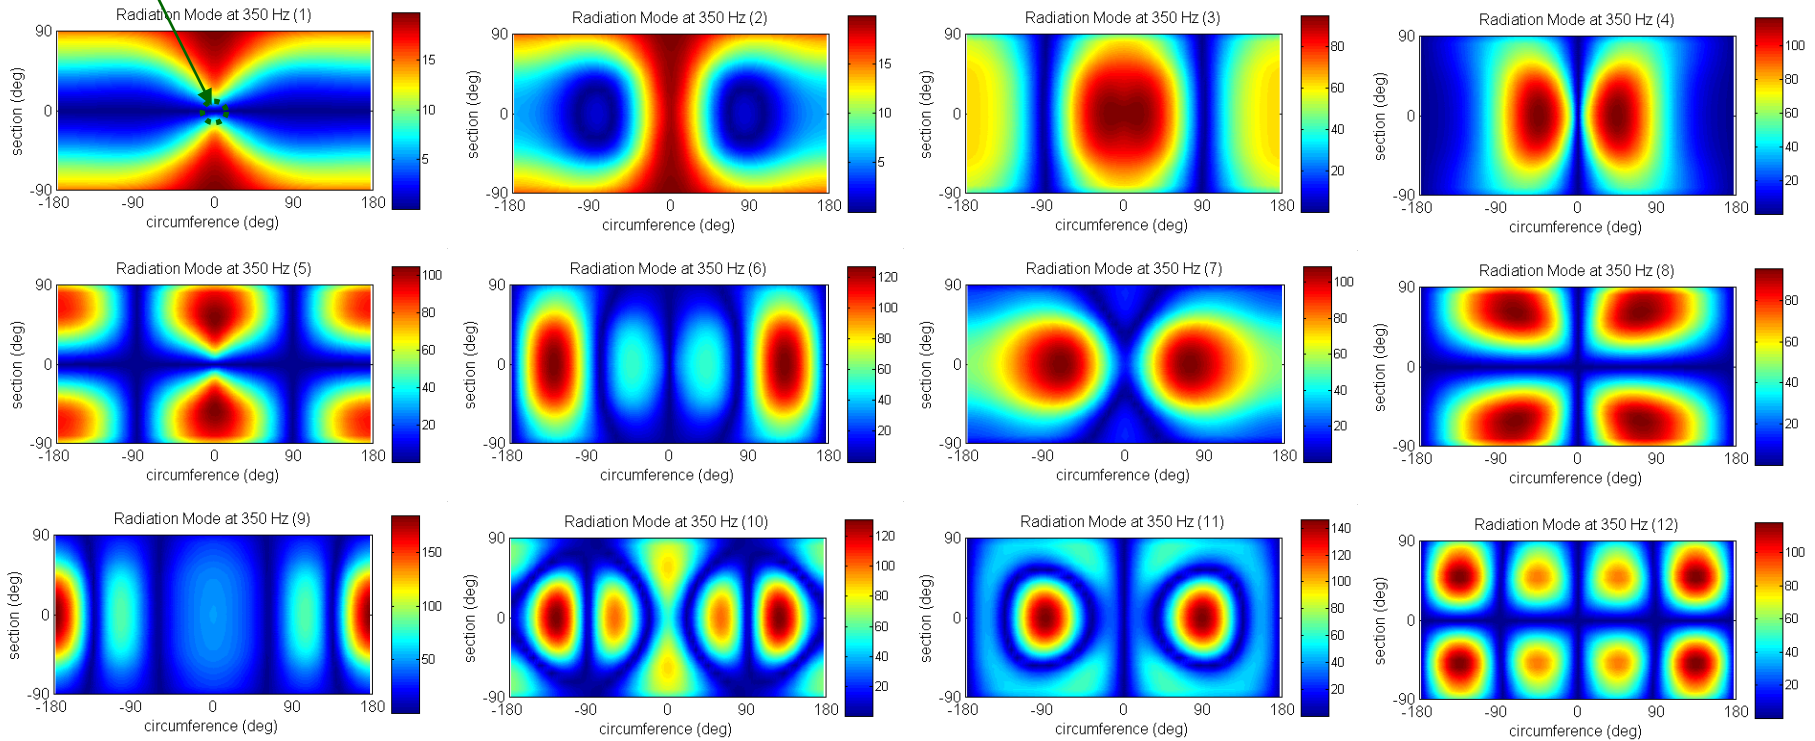 Radiation Mode at 350 Hz (1)
90
0
-90
section (deg)
-180 -90 0 90 180
circumference (deg)
15
10
5
Radiation Mode at 350 Hz (2)
90
0
-90
section (deg)
-180 -90 0 90 180
circumference (deg)
15
10
5
Radiation Mode at 350 Hz (3)
90
0
-90
section (deg)
-180 -90 0 90 180
circumference (deg)
80
60
40
20
Radiation Mode at 350 Hz (4)
90
0
-90
section (deg)
-180 -90 0 90 180
circumference (deg)
100
80
60
40
20
0
Radiation Mode at 350 Hz (5)
90
0
-90
section (deg)
-180 -90 0 90 180
circumference (deg)
100
80
60
40
20
Radiation Mode at 350 Hz (6)
90
0
-90
section (deg)
-180 -90 0 90 180
circumference (deg)
120
100
80
60
40
20
Radiation Mode at 350 Hz (7)
90
0
-90
section (deg)
-180 -90 0 90 180
circumference (deg)
100
80
60
40
20
Radiation Mode at 350 Hz (8)
90
0
-90
section (deg)
-180 -90 0 90 180
circumference (deg)
80
60
40
20
Radiation Mode at 350 Hz (9)
90
0
-90
section (deg)
-180 -90 0 90 180
circumference (deg)
150
100
50
Radiation Mode at 350 Hz (10)
90
0
-90
section (deg)
-180 -90 0 90 180
circumference (deg)
120
100
80
60
40
20
Radiation Mode at 350 Hz (11)
90
0
-90
section (deg)
-180 -90 0 90 180
circumference (deg)
140
120
100
80
60
40
20
Radiation Mode at 350 Hz (12)
90
0
-90
section (deg)
-180 -90 0 90 180
circumference (deg)
100
80
60
40
20